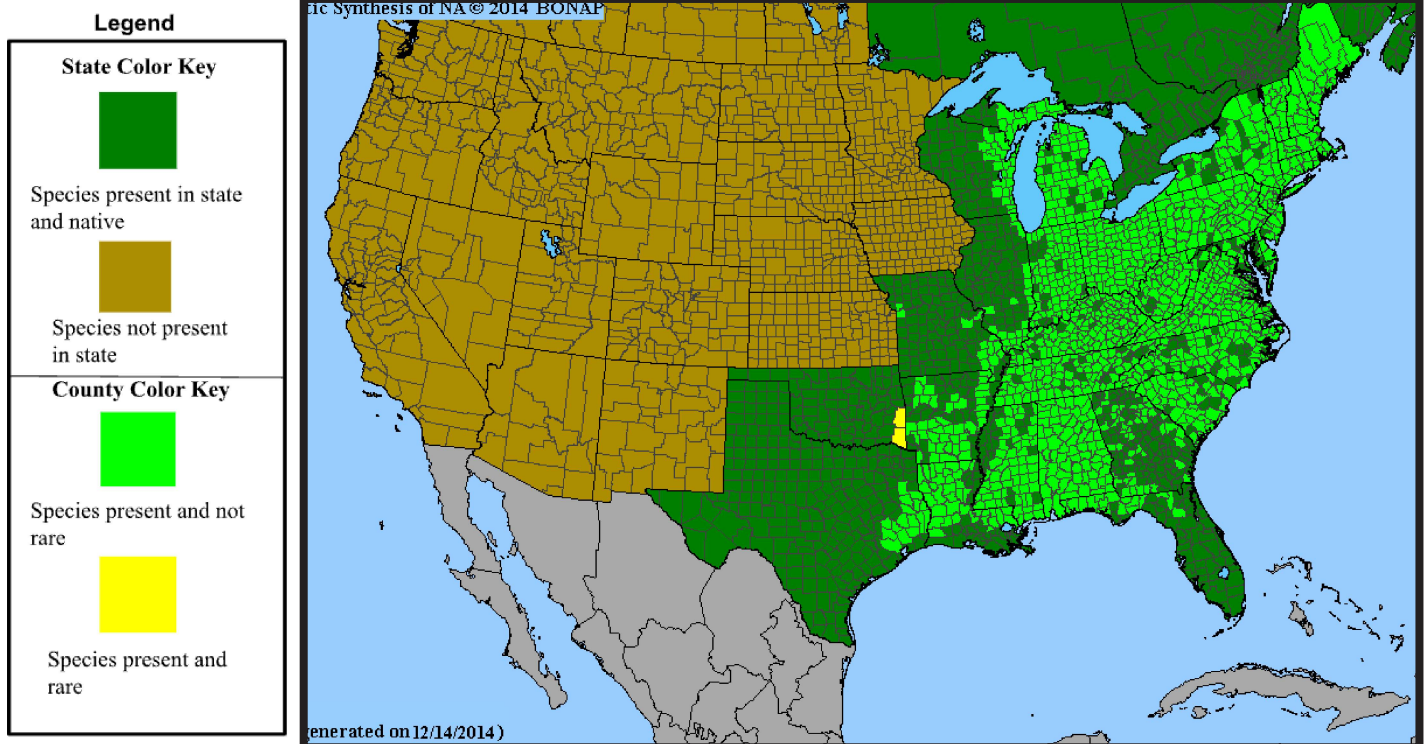 Legend
State Color Key
Species present in state
and native
Species not present
in state
County Color Key
Species present and not
rare
Species present and
rare
tic Synthesis of NA © 2014 BONAP
enerated on 12/14/2014 )